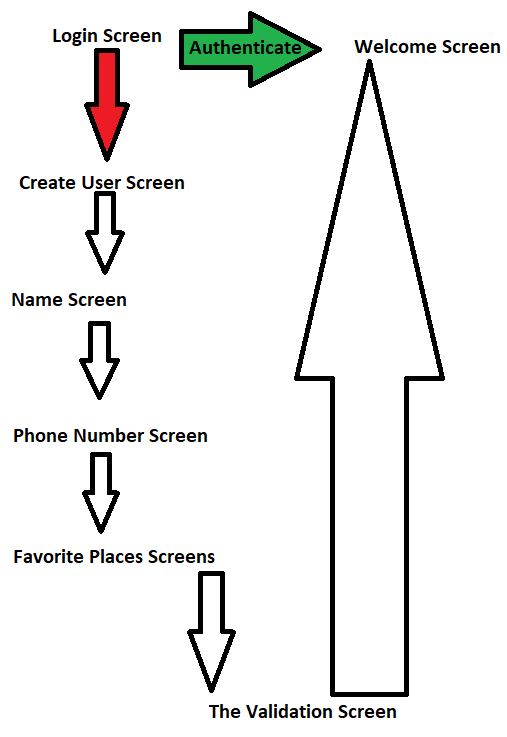 Login Screen
Authenticate
Welcome Screen
Create User Screen
Name Screen
Phone Number Screen
Favorite Places Screens
The Validation Screen